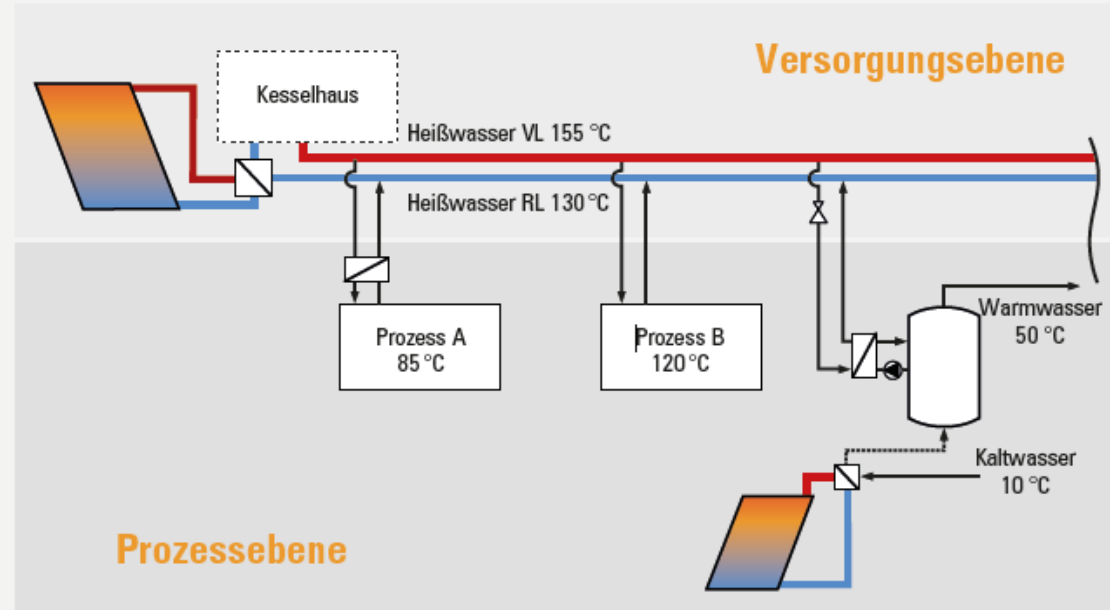 Versorgungsebene
Kesselhaus
Heißwasser VL 155 °C
Heißwasser RL 130 °C
Prozess A
85 °C
Prozess B
120 °C
Warmwasser
50 °C
Kaltwasser
10 °C
Prozessebene